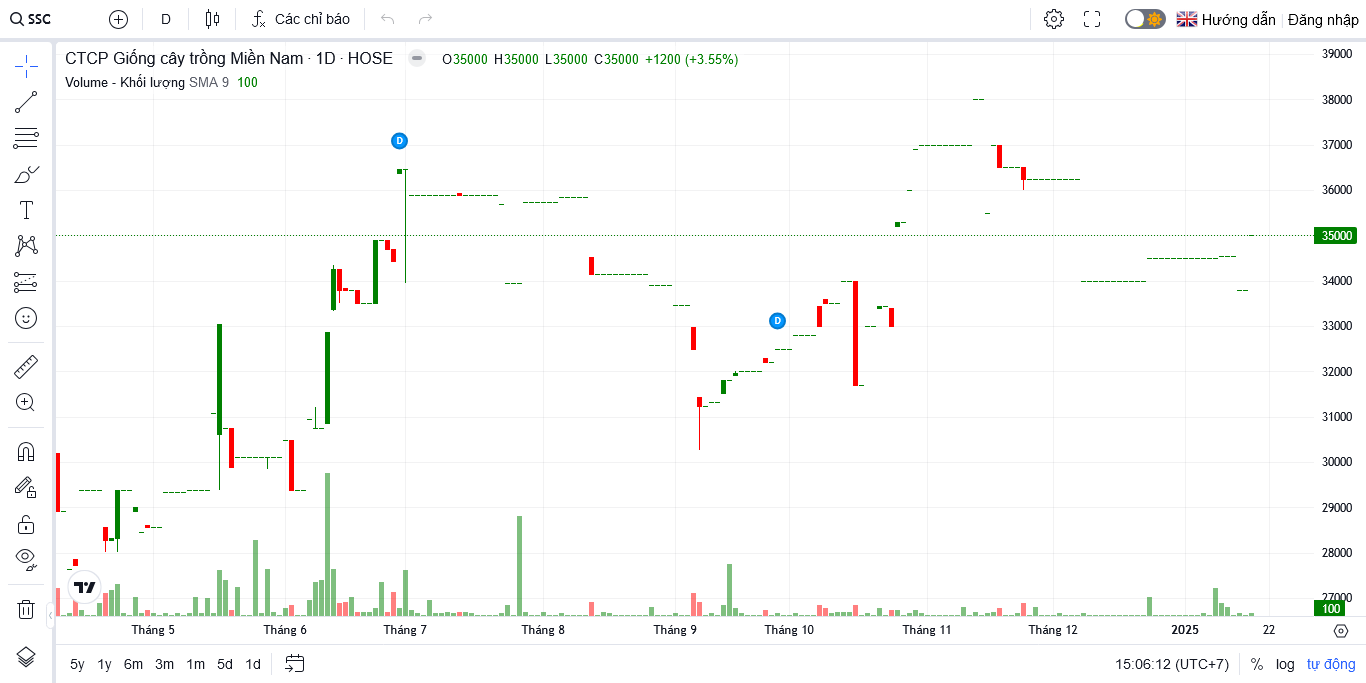 SSC D Các chỉ báo Hướng dẫn Đăng nhập
CTCP Giống cây trồng Miền Nam · 1D · HOSE O35000 H35000 L35000 C35000 +1200 (+3.55%)
Volume - Khối lượng SMA 9 100
39000
38000
37000
36000
35000
34000
33000
32000
31000
30000
29000
28000
27000
100
D
D
Tháng 5 Tháng 6 Tháng 7 Tháng 8 Tháng 9 Tháng 10 Tháng 11 Tháng 12 2025 22
5y 1y 6m 3m 1m 5d 1d 15:06:12 (UTC+7) % log tự động